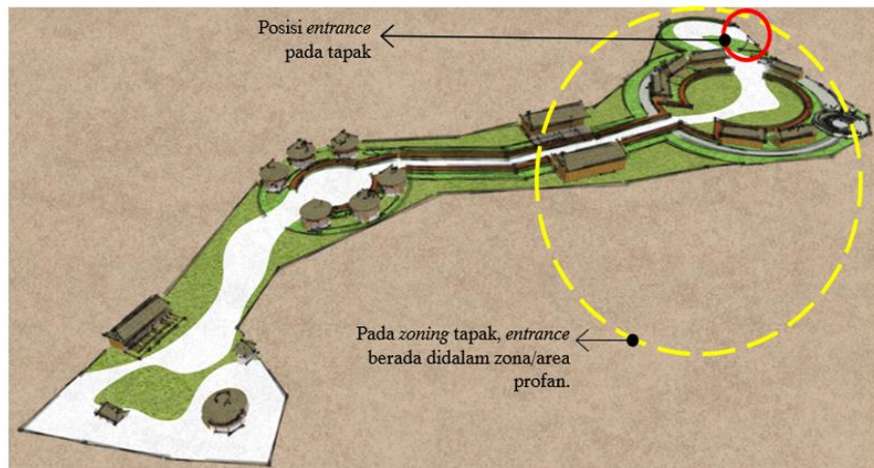 Posisi entrance
pada tapak
Pada zoning tapak, entrance
berada didalam zona/area
profan.